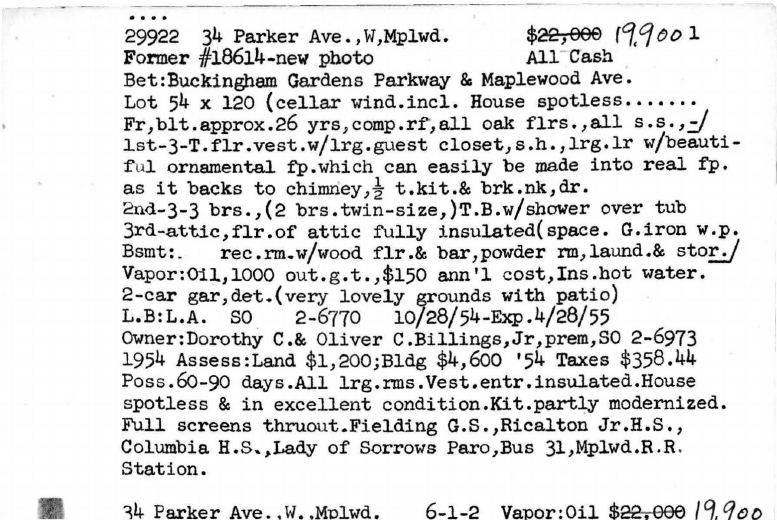 ....
29922 34 Parker Ave.,W,Mplwd. $22,000 19,900 1
Former #18614-new photo All Cash
Bet:Buckingham Gardens Parkway & Maplewood Ave.
Lot 54 x 120 (cellar wind.incl. House spotless.......
Fr,blt.approx.26 yrs,comp.rf,all oak flrs.,all s.s.,-/
1st-3-T.flr.vest.w/lrg.guest closet,s.h.,lrg.lr w/beauti-
ful ornamental fp.which can easily be made into real fp.
as it backs to chimney,½ t.kit.& brk.nk,dr.
2nd-3-3 brs.,(2 brs.twin-size,)T.B.w/shower over tub
3rd-attic,flr.of attic fully insulated(space. G.iron w.p.
Bsmt:. rec.rm.w/wood flr.& bar,powder rm,laund.& stor./
Vapor:Oil,1000 out.g.t.,$150 ann'l cost,Ins.hot water.
2-car gar,det.(very lovely grounds with patio)
L.B:L.A. SO 2-6770 10/28/54-Exp.4/28/55
Owner:Dorothy C.& Oliver C.Billings,Jr,prem,SO 2-6973
1954 Assess:Land $1,200;Bldg $4,600 '54 Taxes $358.44
Poss.60-90 days.All lrg.rms.Vest.entr.insulated.House
spotless & in excellent condition.Kit.partly modernized.
Full screens thruout.Fielding G.S.,Ricalton Jr.H.S.,
Columbia H.S.,Lady of Sorrows Paro,Bus 31,Mplwd.R.R.
Station.
34 Parker Ave.,W.,Mplwd. 6-1-2 Vapor:Oil $22,000 19,900